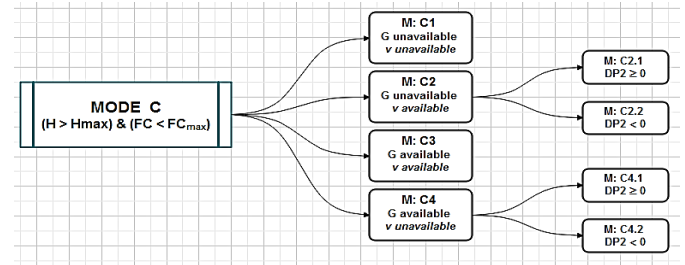 MODE C
(H > Hmax) & (FC < FCmax)
M: C1
G unavailable
v unavailable
M: C2
G unavailable
v available
M: C3
G available
v unavailable
M: C4
G available
v unavailable
M: C2.1
DP2 ≥ 0
M: C2.2
DP2 < 0
M: C4.1
DP2 ≥ 0
M: C4.2
DP2 < 0